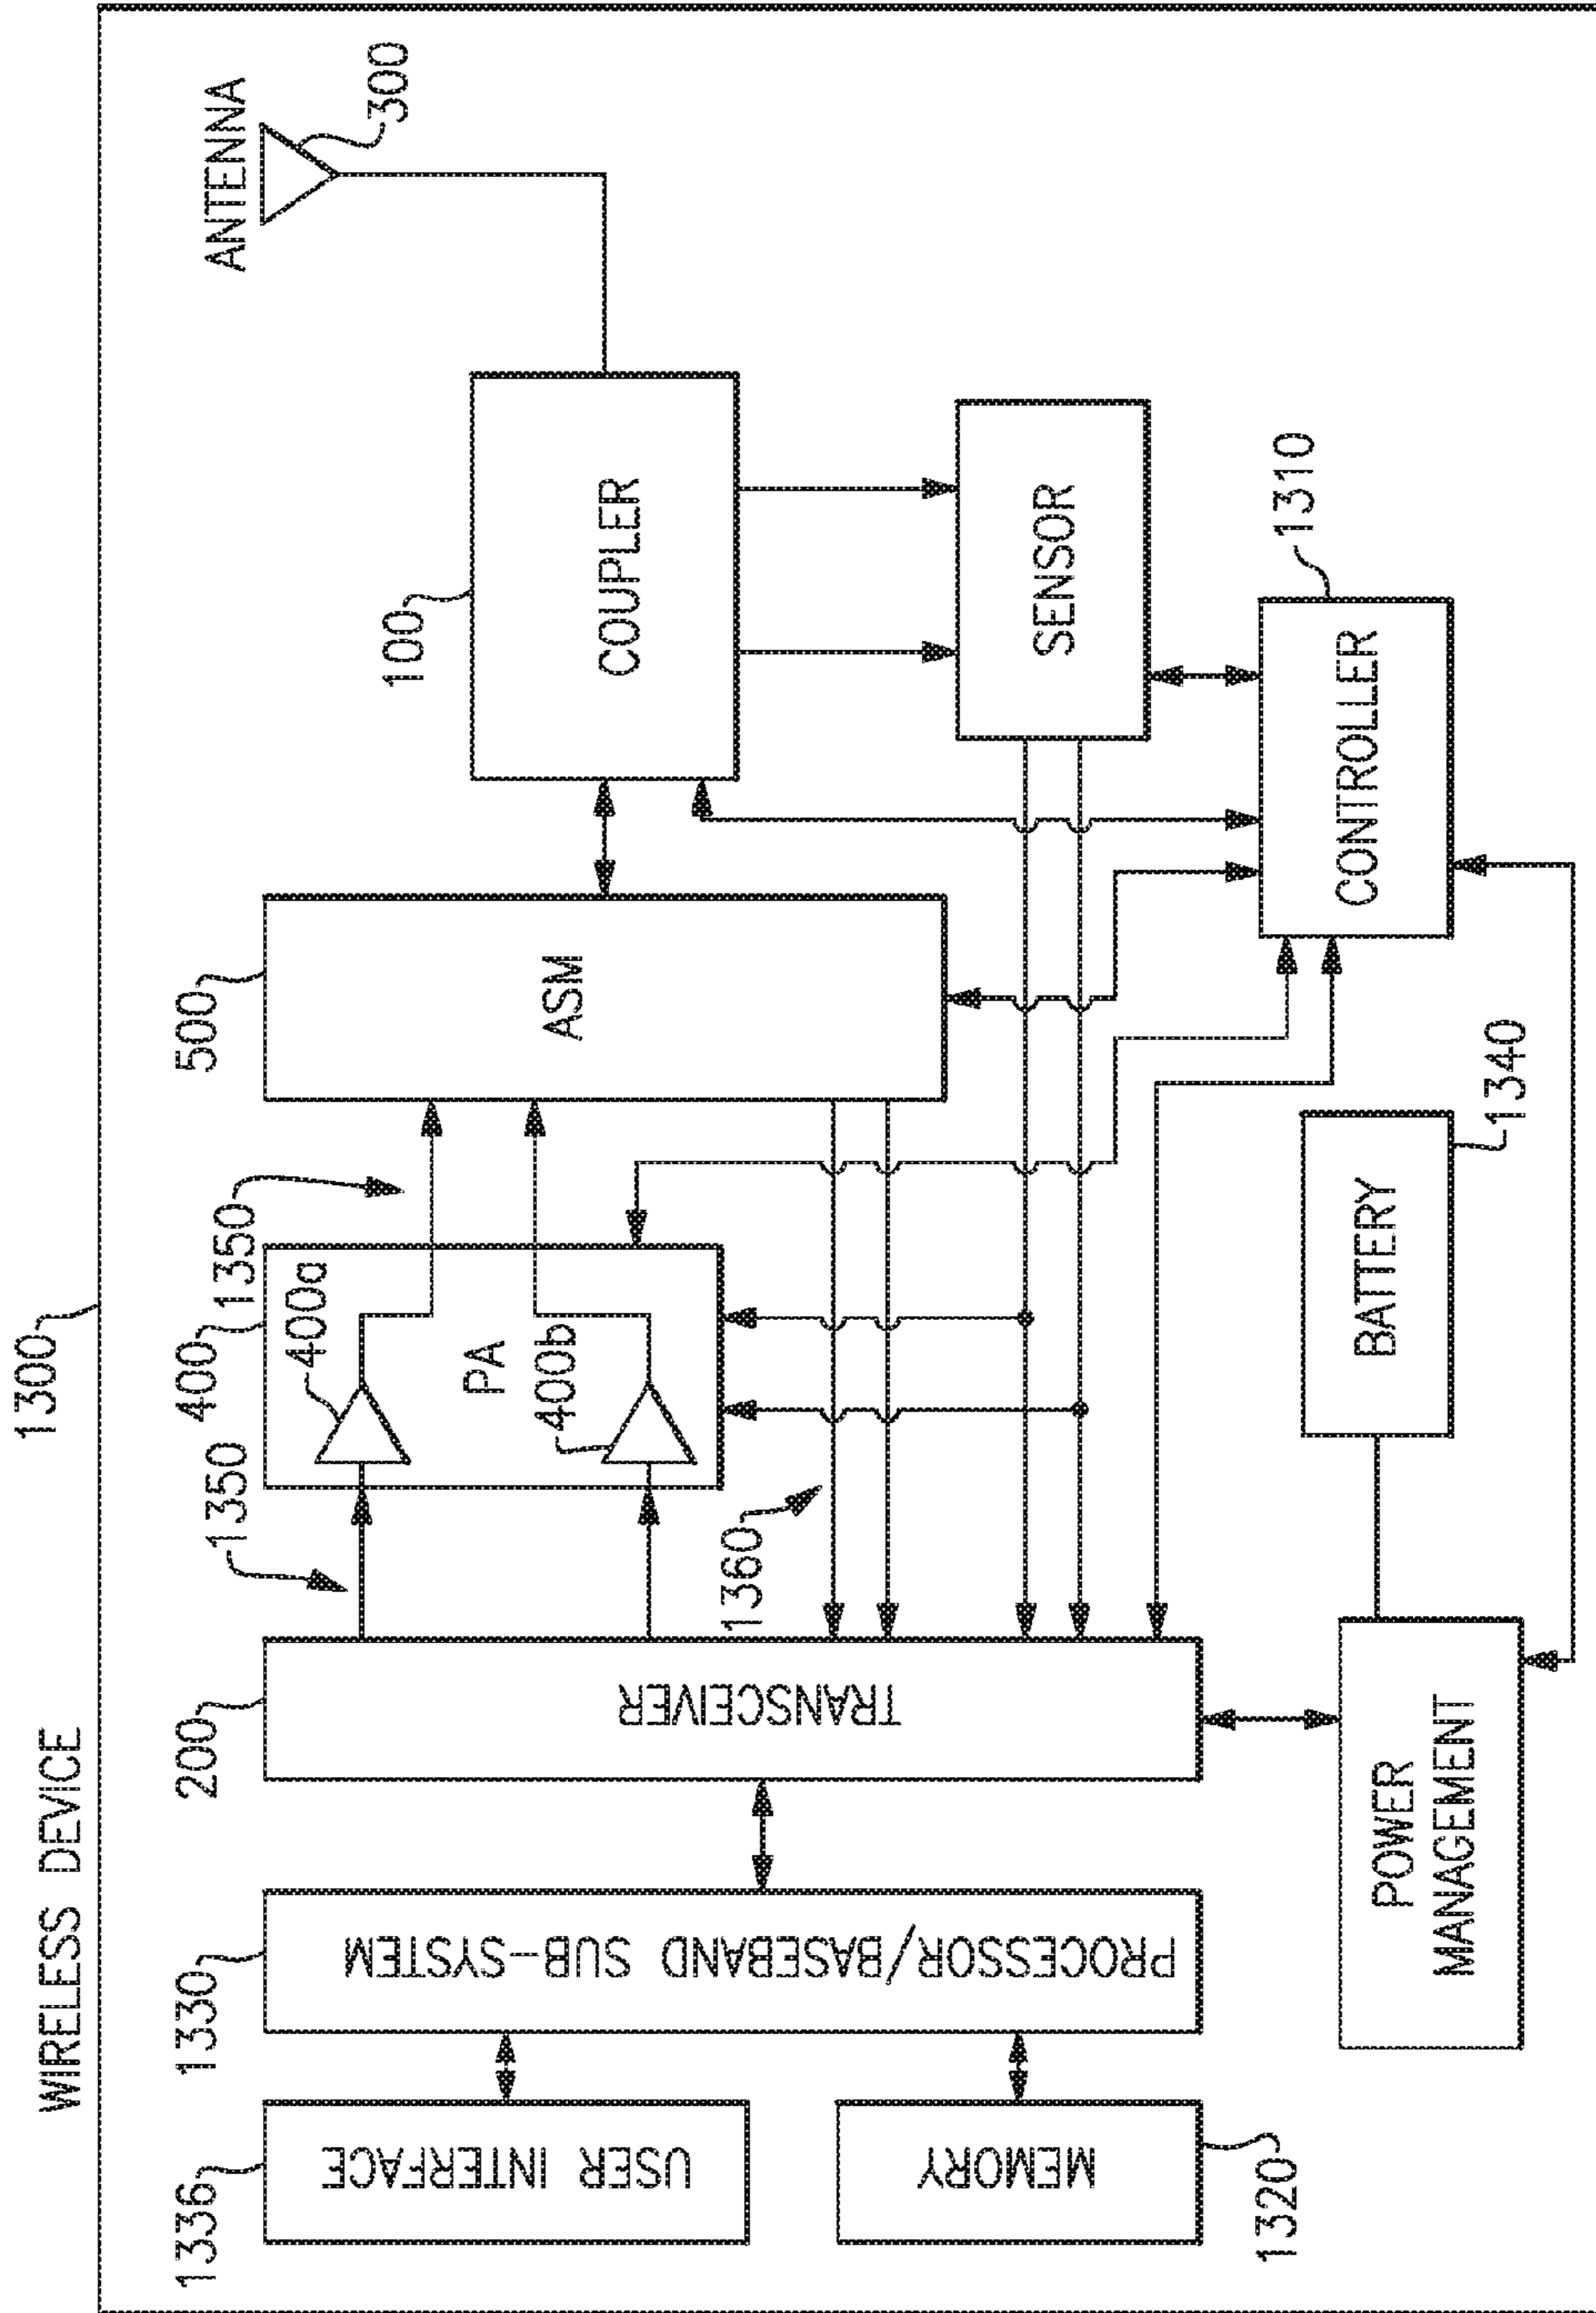 WIRELESS DEVICE
1300
1336
USER INTERFACE
MEMORY
1320
1330
PROCESSOR/BASEBAND SUB-SYSTEM
200
TRANSCEIVER
1350
400
1350
400a
PA
400b
1360
500
ASM
100
COUPLER
ANTENNA
300
SENSOR
1310
CONTROLLER
BATTERY
1340
POWER
MANAGEMENT